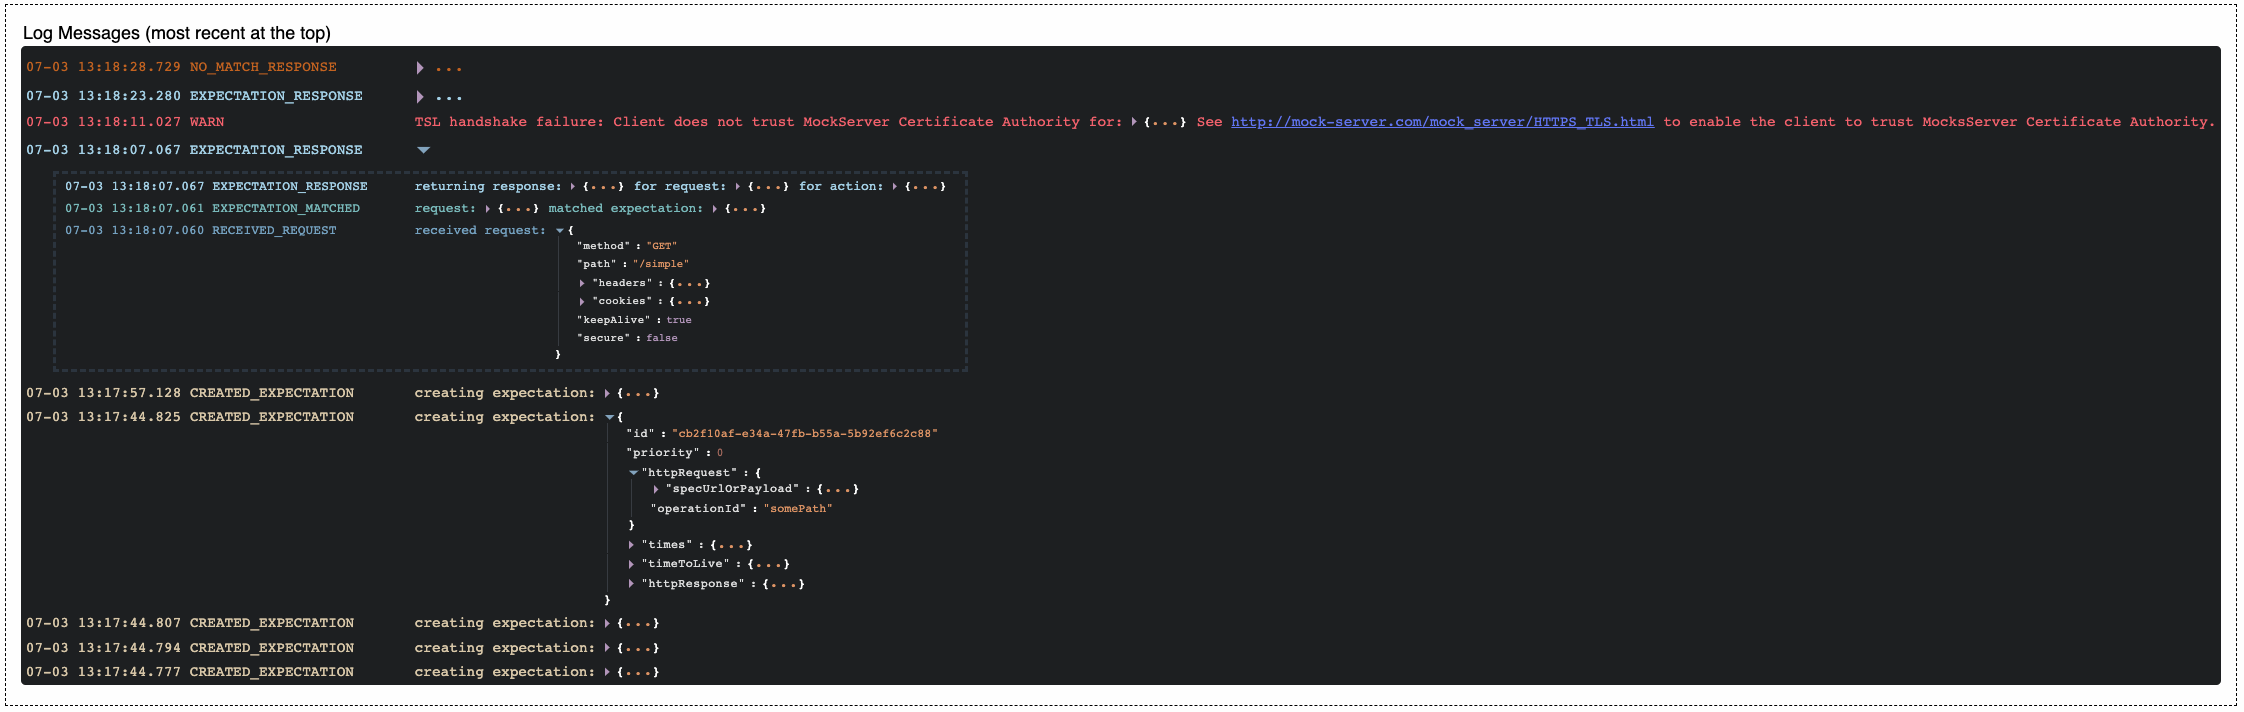 Log Messages (most recent at the top)
07-03 13:18:28.729 NO_MATCH_RESPONSE ...
07-03 13:18:23.280 EXPECTATION_RESPONSE ...
07-03 13:18:11.027 WARN TSL handshake failure: Client does not trust MockServer Certificate Authority for: {...} See http://mock-server.com/mock_server/HTTPS_TLS.html to enable the client to trust MocksServer Certificate Authority.
07-03 13:18:07.067 EXPECTATION_RESPONSE
07-03 13:18:07.067 EXPECTATION_RESPONSE returning response: {...} for request: {...} for action: {...}
07-03 13:18:07.061 EXPECTATION_MATCHED request: {...} matched expectation: {...}
07-03 13:18:07.060 RECEIVED_REQUEST received request: {
"method" : "GET"
"path" : "/simple"
"headers" : {...}
"cookies" : {...}
"keepAlive" : true
"secure" : false
}
07-03 13:17:57.128 CREATED_EXPECTATION creating expectation: {...}
07-03 13:17:44.825 CREATED_EXPECTATION creating expectation: {
"id" : "cb2f10af-e34a-47fb-b55a-5b92ef6c2c88"
"priority" : 0
"httpRequest" : {
"specUrlOrPayload" : {...}
"operationId" : "somePath"
}
"times" : {...}
"timeToLive" : {...}
"httpResponse" : {...}
}
07-03 13:17:44.807 CREATED_EXPECTATION creating expectation: {...}
07-03 13:17:44.794 CREATED_EXPECTATION creating expectation: {...}
07-03 13:17:44.777 CREATED_EXPECTATION creating expectation: {...}